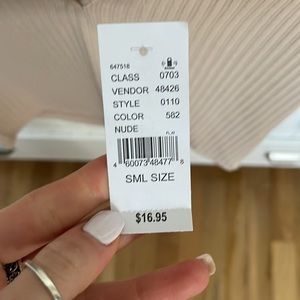 647518
CLASS 0703
VENDOR 48426
STYLE 0110
COLOR 582
NUDE
4 60073 48477 8
SML SIZE
$16.95